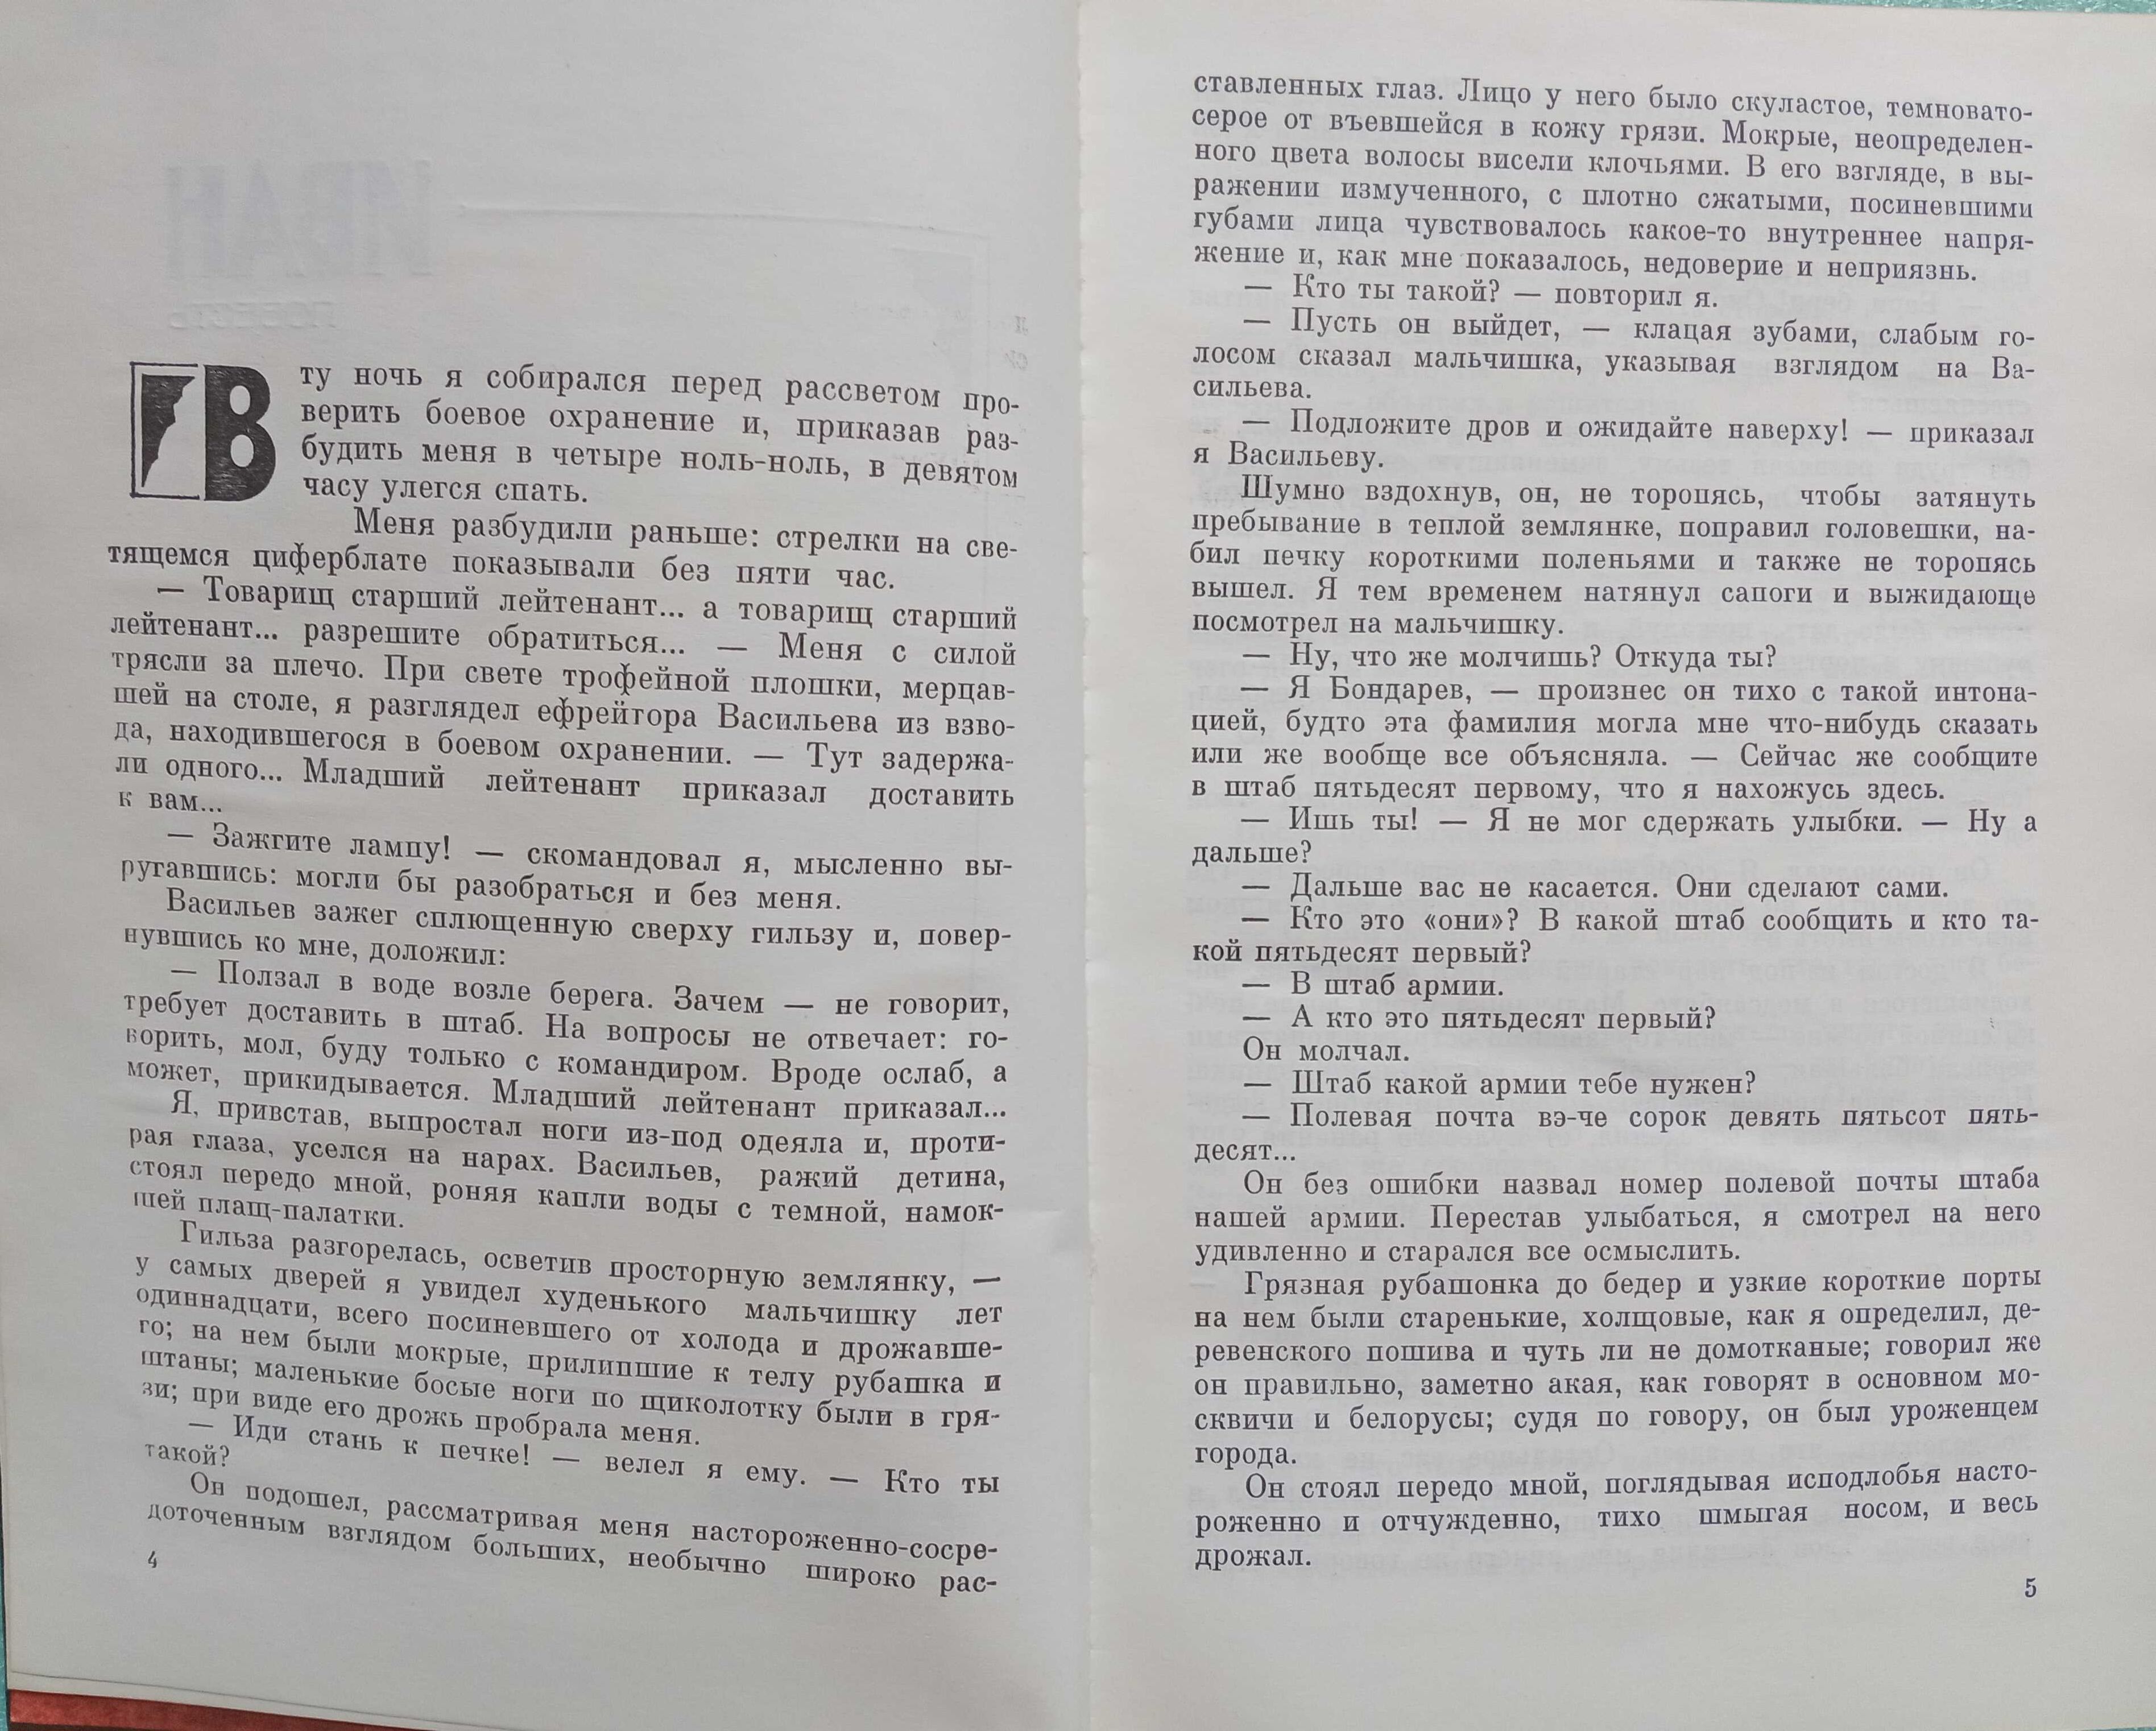 В ту ночь я собирался перед рассветом про-
верить боевое охранение и, приказав раз-
будить меня в четыре ноль-ноль, в девятом
часу улегся спать.
Меня разбудили раньше: стрелки на све-
тящемся циферблате показывали без пяти час.
— Товарищ старший лейтенант... а товарищ старший
лейтенант... разрешите обратиться... — Меня с силой
трясли за плечо. При свете трофейной плошки, мерцав-
шей на столе, я разглядел ефрейтора Васильева из взво-
да, находившегося в боевом охранении. — Тут задержа-
ли одного... Младший лейтенант приказал доставить
к вам...
— Зажгите лампу! — скомандовал я, мысленно вы-
ругавшись: могли бы разобраться и без меня.
Васильев зажег сплющенную сверху гильзу и, повер-
нувшись ко мне, доложил:
— Ползал в воде возле берега. Зачем — не говорит,
требует доставить в штаб. На вопросы не отвечает: го-
ворить, мол, буду только с командиром. Вроде ослаб, а
может, прикидывается. Младший лейтенант приказал...
Я, привстав, выпростал ноги из-под одеяла и, проти-
рая глаза, уселся на нарах. Васильев, ражий детина,
стоял передо мной, роняя капли воды с темной, намок-
шей плащ-палатки.
Гильза разгорелась, осветив просторную землянку, —
у самых дверей я увидел худенького мальчишку лет
одиннадцати, всего посиневшего от холода и дрожавше-
го; на нем были мокрые, прилипшие к телу рубашка и
штаны; маленькие босые ноги по щиколотку были в гря-
зи; при виде его дрожь пробрала меня.
— Иди стань к печке! — велел я ему. — Кто ты
такой?
Он подошел, рассматривая меня настороженно-сосре-
доточенным взглядом больших, необычно широко рас-
4
ставленных глаз. Лицо у него было скуластое, темновато-
серое от въевшейся в кожу грязи. Мокрые, неопределен-
ного цвета волосы висели клочьями. В его взгляде, в вы-
ражении измученного, с плотно сжатыми, посиневшими
губами лица чувствовалось какое-то внутреннее напря-
жение и, как мне показалось, недоверие и неприязнь.
— Кто ты такой? — повторил я.
— Пусть он выйдет, — клацая зубами, слабым го-
лосом сказал мальчишка, указывая взглядом на Ва-
сильева.
— Подложите дров и ожидайте наверху! — приказал
я Васильеву.
Шумно вздохнув, он, не торопясь, чтобы затянуть
пребывание в теплой землянке, поправил головешки, на-
бил печку короткими поленьями и также не торопясь
вышел. Я тем временем натянул сапоги и выжидающе
посмотрел на мальчишку.
— Ну, что же молчишь? Откуда ты?
— Я Бондарев, — произнес он тихо с такой интона-
цией, будто эта фамилия могла мне что-нибудь сказать
или же вообще все объясняла. — Сейчас же сообщите
в штаб пятьдесят первому, что я нахожусь здесь.
— Ишь ты! — Я не мог сдержать улыбки. — Ну а
дальше?
— Дальше вас не касается. Они сделают сами.
— Кто это «они»? В какой штаб сообщить и кто та-
кой пятьдесят первый?
— В штаб армии.
— А кто это пятьдесят первый?
Он молчал.
— Штаб какой армии тебе нужен?
— Полевая почта вэ-че сорок девять пятьсот пять-
десят...
Он без ошибки назвал номер полевой почты штаба
нашей армии. Перестав улыбаться, я смотрел на него
удивленно и старался все осмыслить.
Грязная рубашонка до бедер и узкие короткие порты
на нем были старенькие, холщовые, как я определил, де-
ревенского пошива и чуть ли не домотканые; говорил же
он правильно, заметно акая, как говорят в основном мо-
сквичи и белорусы; судя по говору, он был уроженцем
города.
Он стоял передо мной, поглядывая исподлобья насто-
роженно и отчужденно, тихо шмыгая носом, и весь
дрожал.
5